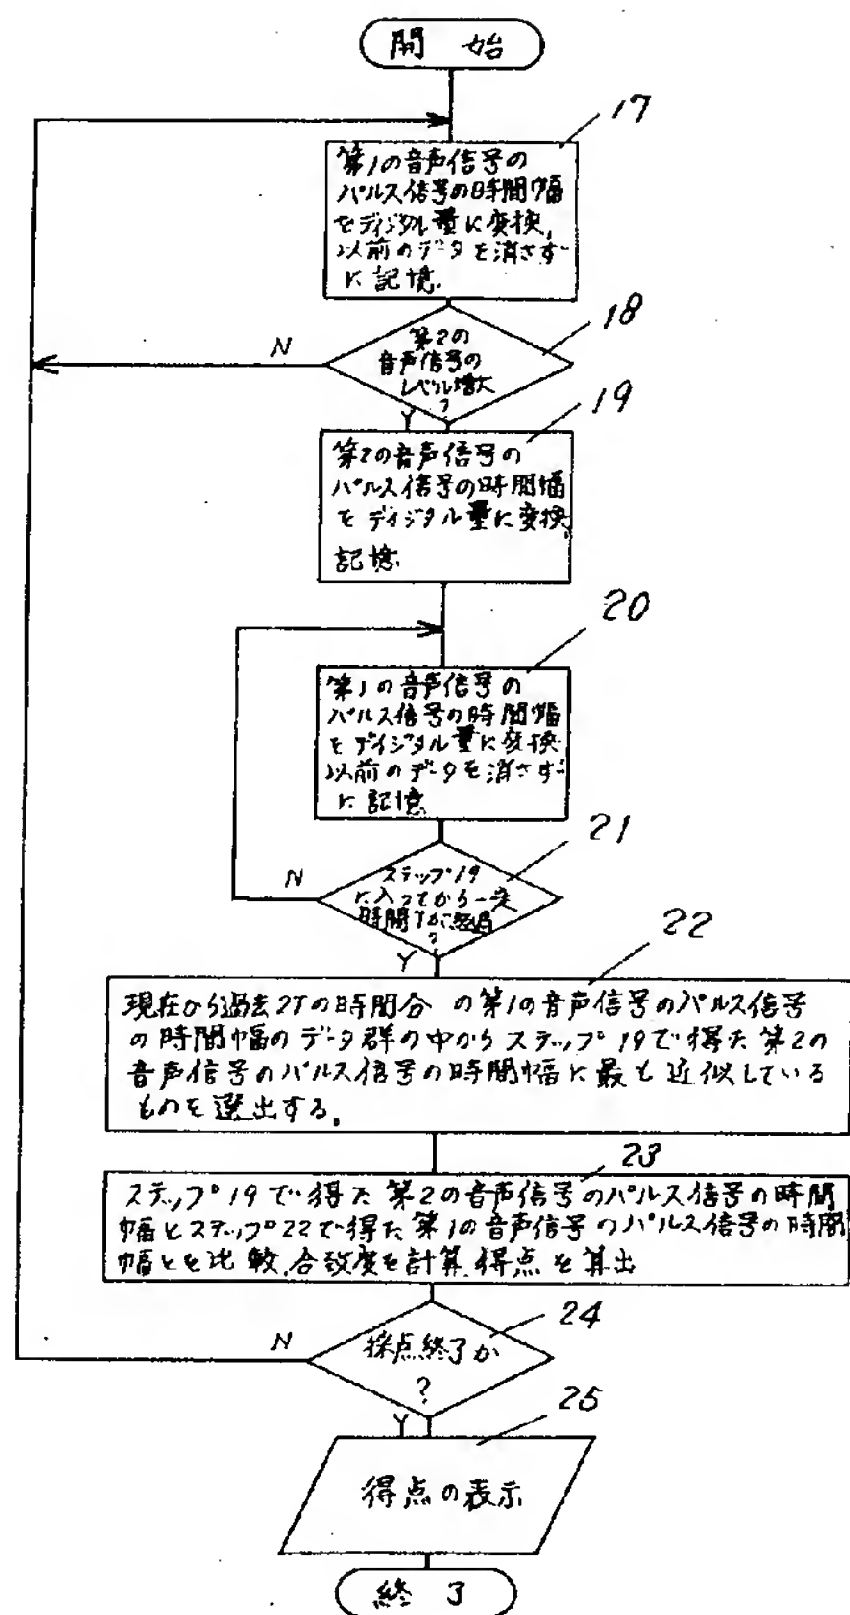 開 始
17
第1の音声信号の
パルス信号の時間幅
をディジタル量に変換,
以前のデータを消さず
に記憶.
18
第2の
音声信号の
レベル増大
?
N
Y
19
第2の音声信号の
パルス信号の時間幅
をディジタル量に変換,
記憶
20
第1の音声信号の
パルス信号の時間幅
をディジタル量に変換
以前のデータを消さず
に記憶
21
ステップ19
に入ってから一定
時間Tが経過
?
N
Y
22
現在から過去2Tの時間分の第1の音声信号のパルス信号
の時間幅のデータ群の中からステップ19で得た第2の
音声信号のパルス信号の時間幅に最も近似している
ものを選出する。
23
ステップ19で得た第2の音声信号のパルス信号の時間
幅とステップ22で得た第1の音声信号のパルス信号の時間
幅とを比較,合致度を計算,得点を算出
24
採点終了か
?
N
Y
25
得点の表示
終 了